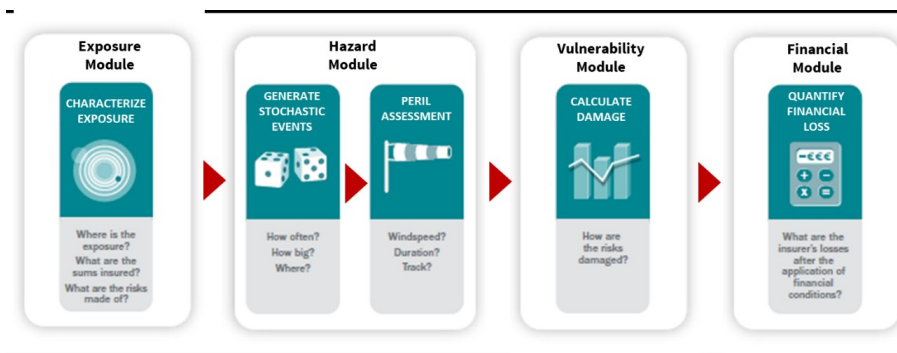 Exposure
Module
CHARACTERIZE
EXPOSURE
Where is the
exposure?
What are the
sums insured?
What are the risks
made of?
Hazard
Module
GENERATE
STOCHASTIC
EVENTS
How often?
How big?
Where?
PERIL
ASSESSMENT
Windspeed?
Duration?
Track?
Vulnerability
Module
CALCULATE
DAMAGE
How are
the risks
damaged?
Financial
Module
QUANTIFY
FINANCIAL
LOSS
-€€€
+ −
x =
What are the
insurer's losses
after the
application of
financial
conditions?